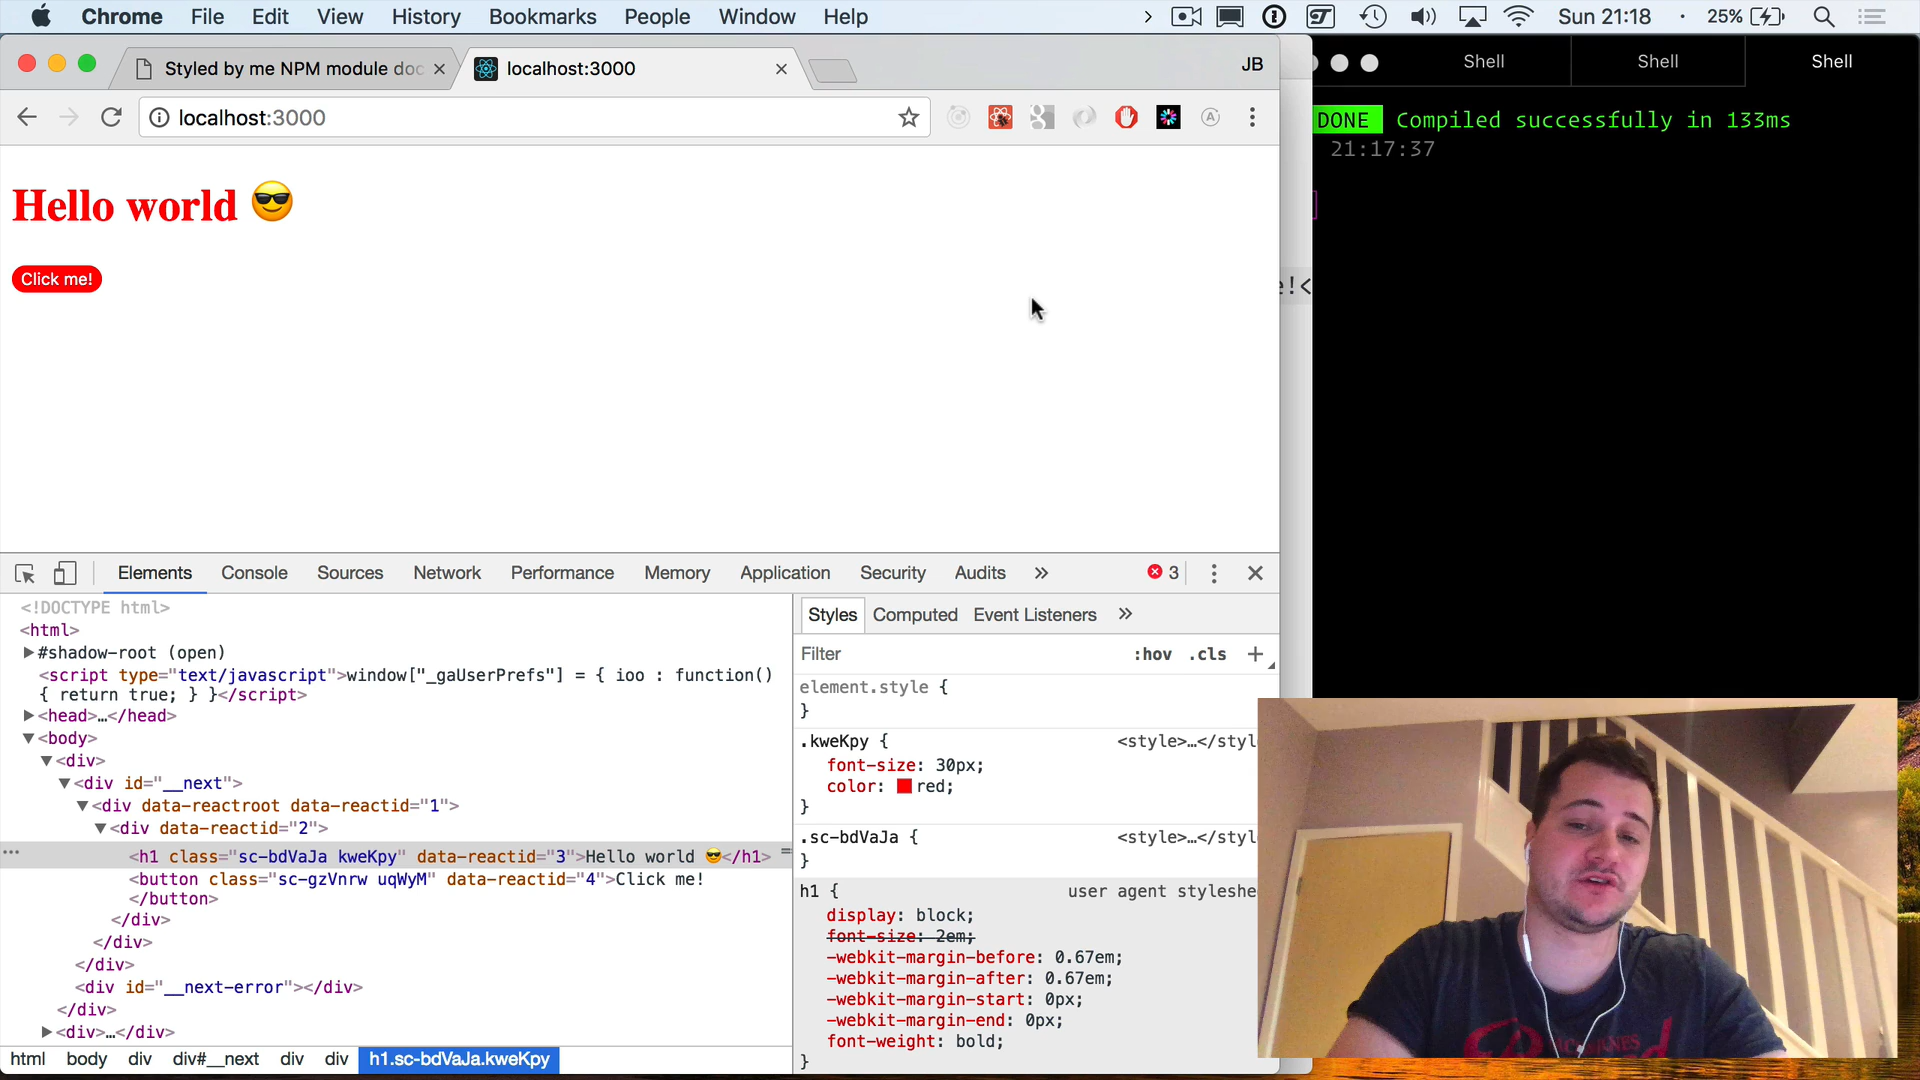 Chrome File Edit View History Bookmarks People Window Help
Sun 21:18 25%
Styled by me NPM module doc
localhost:3000
JB
Shell Shell Shell
localhost:3000
DONE Compiled successfully in 133ms
21:17:37
Hello world 😎
Click me!
e!<
Elements Console Sources Network Performance Memory Application Security Audits » 3
<!DOCTYPE html>
<html>
#shadow-root (open)
<script type="text/javascript">window["_gaUserPrefs"] = { ioo : function()
{ return true; } }</script>
<head>…</head>
<body>
<div>
<div id="__next">
<div data-reactroot data-reactid="1">
<div data-reactid="2">
<h1 class="sc-bdVaJa kweKpy" data-reactid="3">Hello world 😎</h1> =
<button class="sc-gzVnrw uqWyM" data-reactid="4">Click me!
</button>
</div>
</div>
</div>
<div id="__next-error"></div>
</div>
<div>…</div>
html body div div#__next div div h1.sc-bdVaJa.kweKpy
Styles Computed Event Listeners »
Filter :hov .cls +
element.style {
}
.kweKpy { <style>…</styl
font-size: 30px;
color: red;
}
.sc-bdVaJa { <style>…</styl
}
h1 { user agent styleshe
display: block;
font-size: 2em;
-webkit-margin-before: 0.67em;
-webkit-margin-after: 0.67em;
-webkit-margin-start: 0px;
-webkit-margin-end: 0px;
font-weight: bold;
}